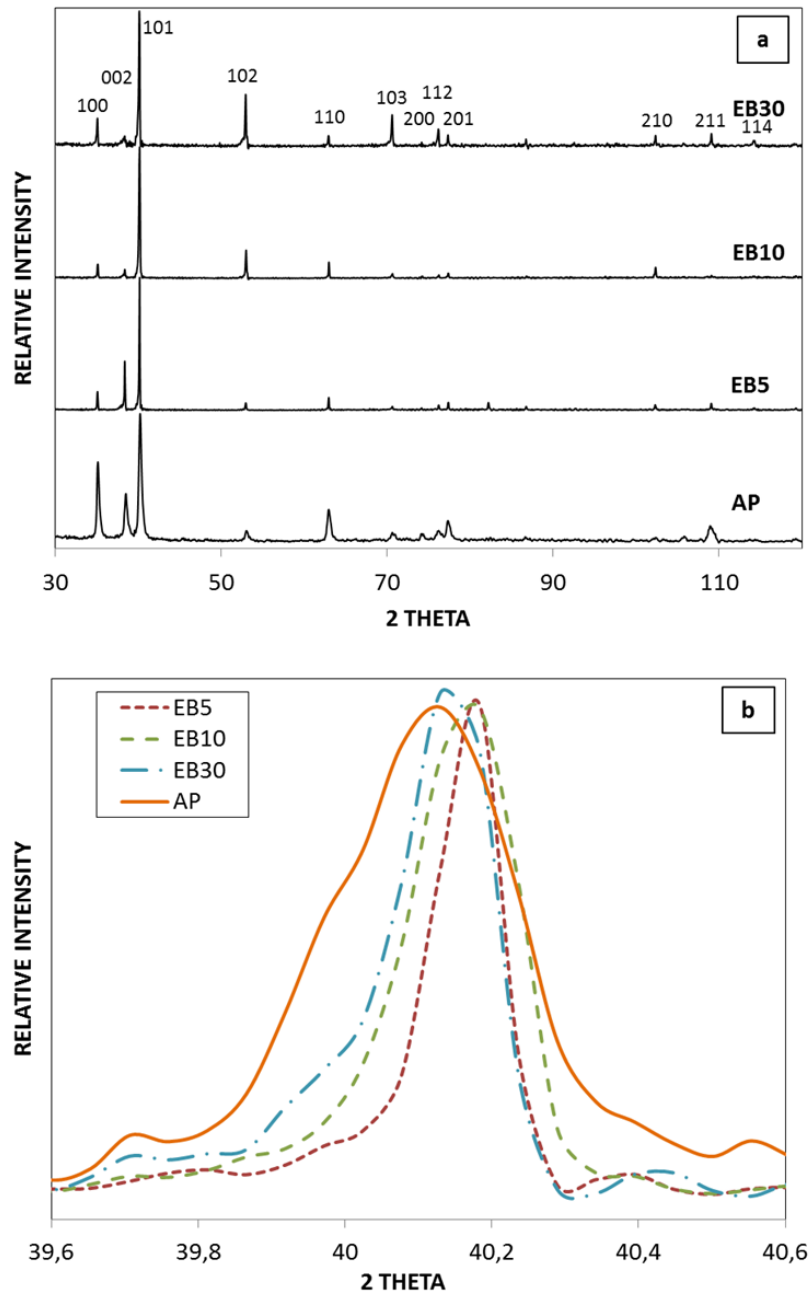 a
101
002
102
112
EB30
100
103
110
200
201
210
211
114
EB10
EB5
AP
RELATIVE INTENSITY
30
50
70
90
110
2 THETA
b
EB5
EB10
EB30
AP
RELATIVE INTENSITY
39,6
39,8
40
40,2
40,4
40,6
2 THETA